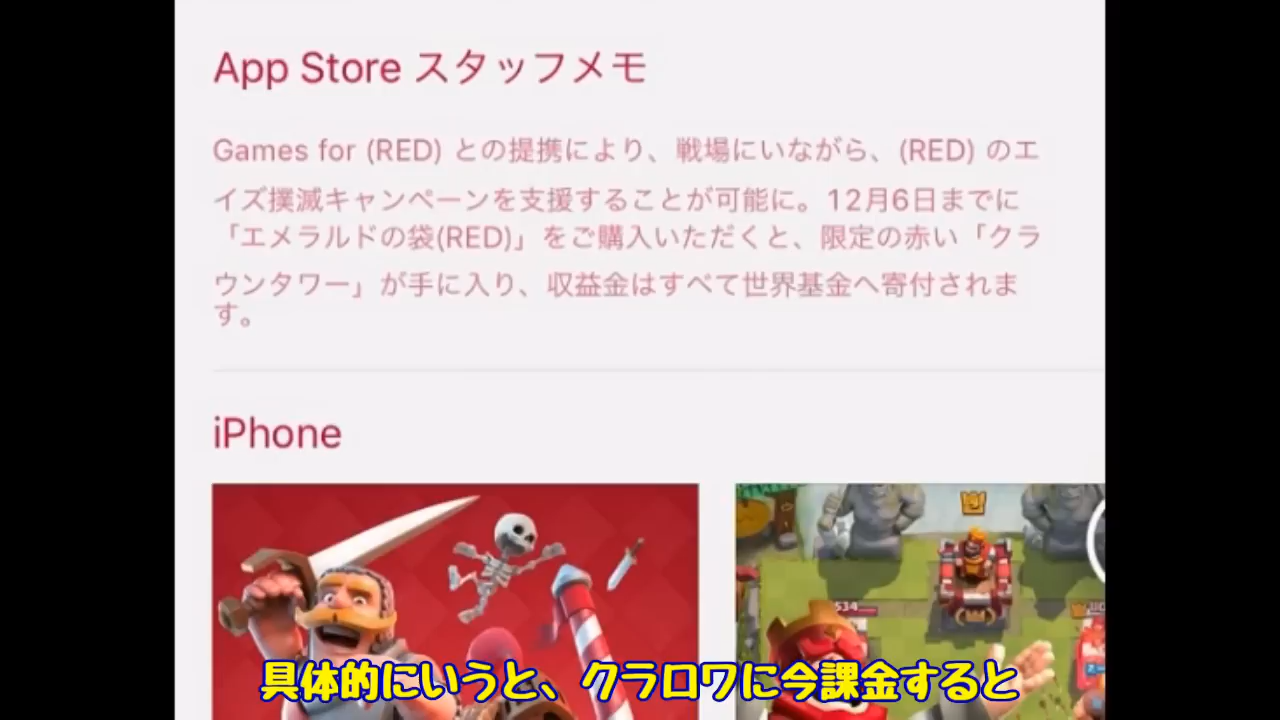 App Store スタッフメモ
Games for (RED) との提携により、戦場にいながら、(RED) のエ
イズ撲滅キャンペーンを支援することが可能に。12月6日までに
「エメラルドの袋(RED)」をご購入いただくと、限定の赤い「クラ
ウンタワー」が手に入り、収益金はすべて世界基金へ寄付されま
す。
iPhone
534
具体的にいうと、クラロワに今課金すると